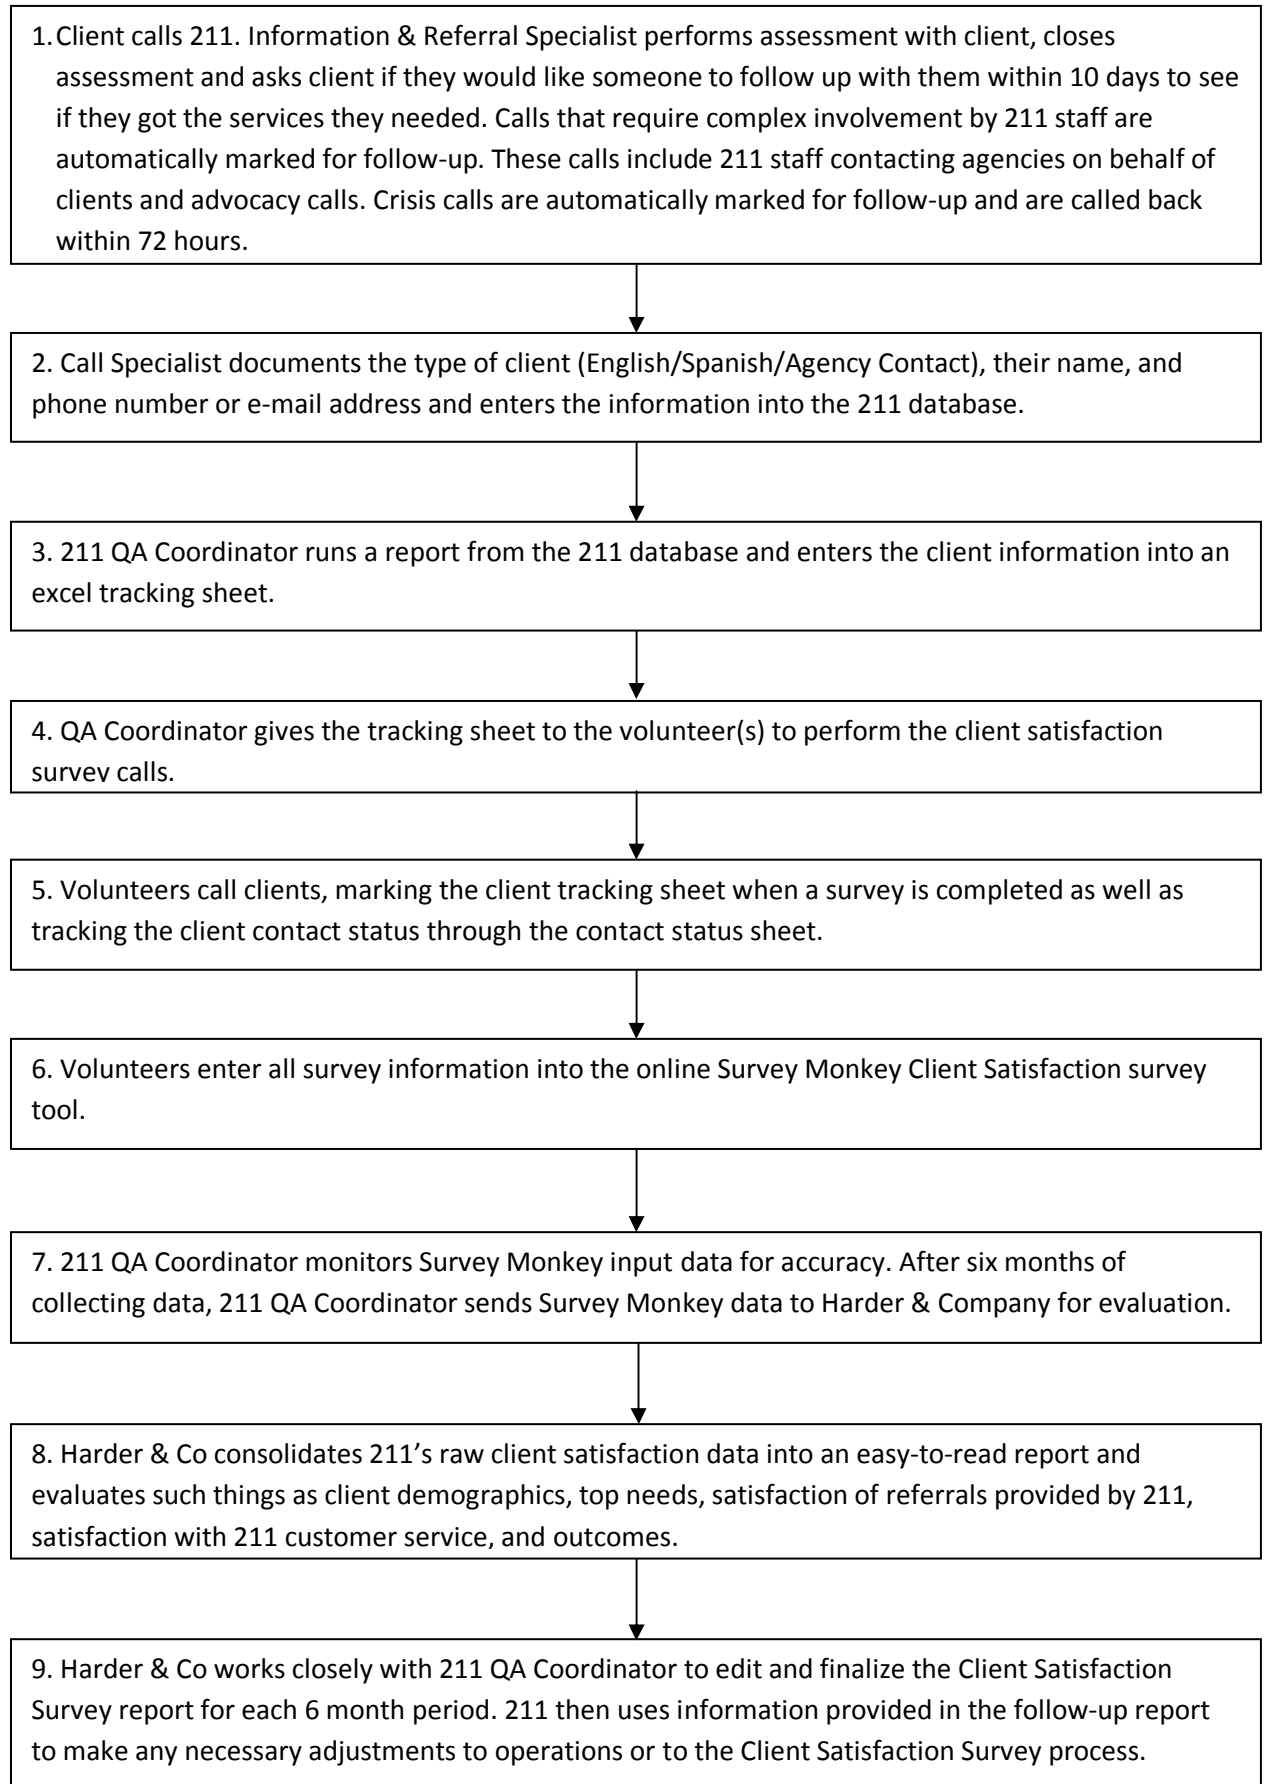 1. Client calls 211. Information & Referral Specialist performs assessment with client, closes
assessment and asks client if they would like someone to follow up with them within 10 days to see
if they got the services they needed. Calls that require complex involvement by 211 staff are
automatically marked for follow-up. These calls include 211 staff contacting agencies on behalf of
clients and advocacy calls. Crisis calls are automatically marked for follow-up and are called back
within 72 hours.
2. Call Specialist documents the type of client (English/Spanish/Agency Contact), their name, and
phone number or e-mail address and enters the information into the 211 database.
3. 211 QA Coordinator runs a report from the 211 database and enters the client information into an
excel tracking sheet.
4. QA Coordinator gives the tracking sheet to the volunteer(s) to perform the client satisfaction
survey calls.
5. Volunteers call clients, marking the client tracking sheet when a survey is completed as well as
tracking the client contact status through the contact status sheet.
6. Volunteers enter all survey information into the online Survey Monkey Client Satisfaction survey
tool.
7. 211 QA Coordinator monitors Survey Monkey input data for accuracy. After six months of
collecting data, 211 QA Coordinator sends Survey Monkey data to Harder & Company for evaluation.
8. Harder & Co consolidates 211’s raw client satisfaction data into an easy-to-read report and
evaluates such things as client demographics, top needs, satisfaction of referrals provided by 211,
satisfaction with 211 customer service, and outcomes.
9. Harder & Co works closely with 211 QA Coordinator to edit and finalize the Client Satisfaction
Survey report for each 6 month period. 211 then uses information provided in the follow-up report
to make any necessary adjustments to operations or to the Client Satisfaction Survey process.